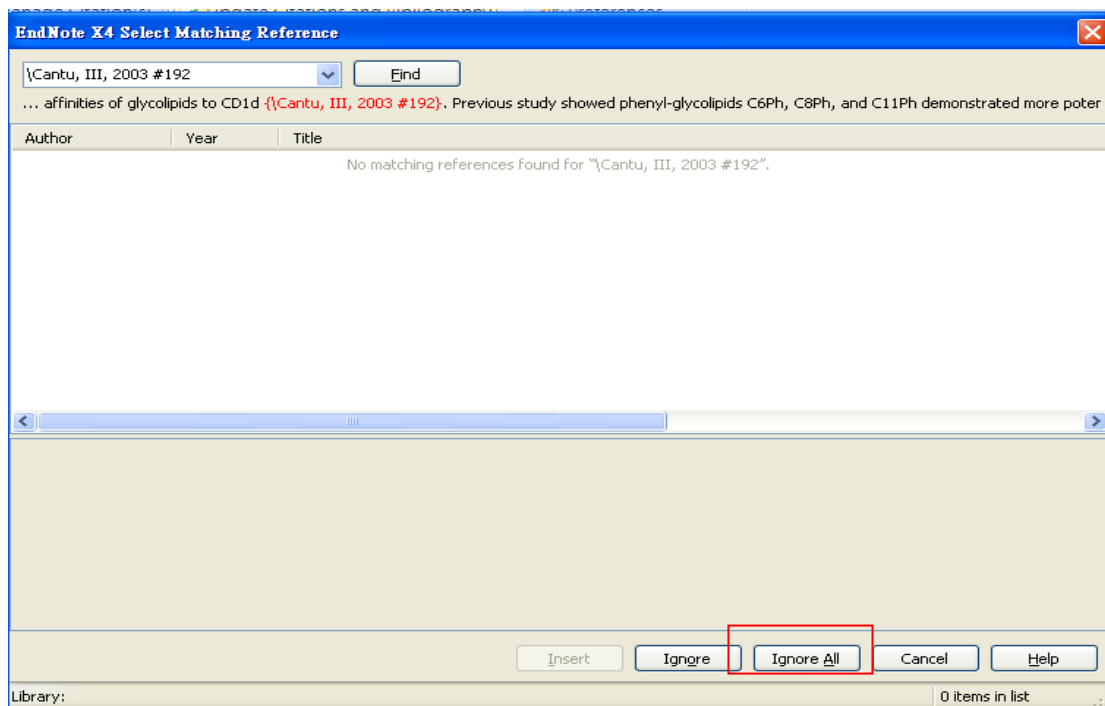 EndNote X4 Select Matching Reference
\Cantu, III, 2003 #192 Find
... affinities of glycolipids to CD1d {\Cantu, III, 2003 #192}. Previous study showed phenyl-glycolipids C6Ph, C8Ph, and C11Ph demonstrated more poter
Author Year Title
No matching references found for "\Cantu, III, 2003 #192".
Insert Ignore Ignore All Cancel Help
Library: 0 items in list